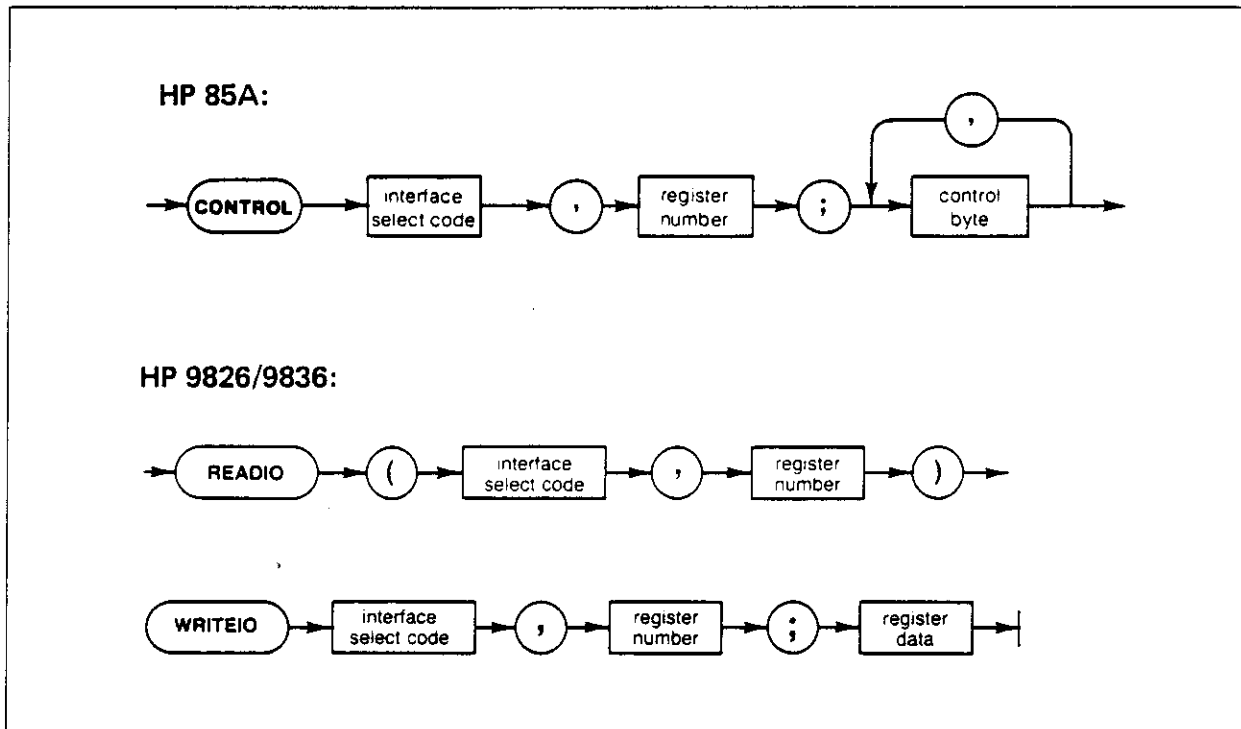 HP 85A:
,
CONTROL
interface
select code
,
register
number
;
control
byte
HP 9826/9836:
READIO
(
interface
select code
,
register
number
)
WRITEIO
interface
select code
,
register
number
;
register
data